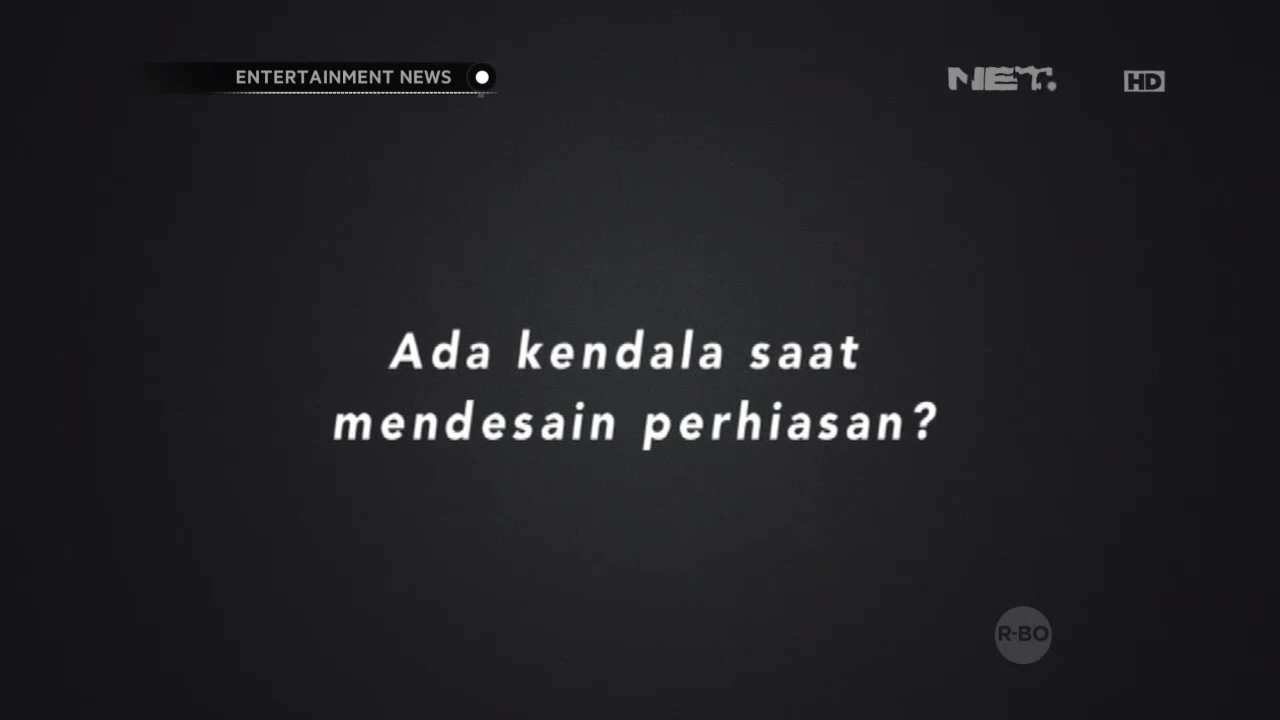 ENTERTAINMENT NEWS
NET.
HD
Ada kendala saat
mendesain perhiasan?
R-BO